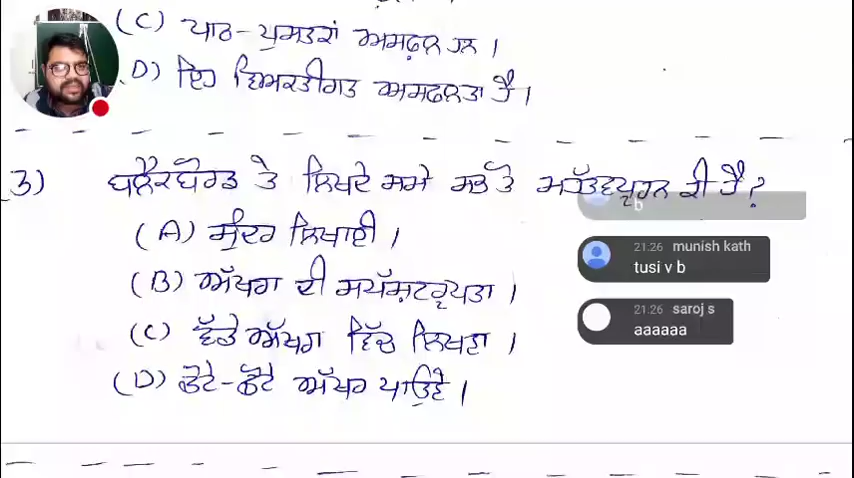 (C) ਪਾਠ-ਪੁਸਤਕਾਂ ਅਸਫ਼ਲ ਹਨ ।
D) ਇਹ ਵਿਅਕਤੀਗਤ ਅਸਫਲਤਾ ਹੈ।
3) ਬਲੈਕਬੋਰਡ ਤੇ ਲਿਖਦੇ ਸਮੇਂ ਸਭ ਤੋਂ ਮਹੱਤਵਪੂਰਨ ਕੀ ਹੈ?
(A) ਸੁੰਦਰ ਲਿਖਾਈ ।
(B) ਅੱਖਰਾਂ ਦੀ ਸਪੱਸ਼ਟਰੂਪਤਾ ।
(C) ਵੱਡੇ ਅੱਖਰਾਂ ਵਿੱਚ ਲਿਖਣਾ ।
(D) ਛੋਟੇ-ਛੋਟੇ ਅੱਖਰ ਪਾਉਣੇ ।
b
21:26 munish kath
tusi v b
21:26 saroj s
aaaaaa